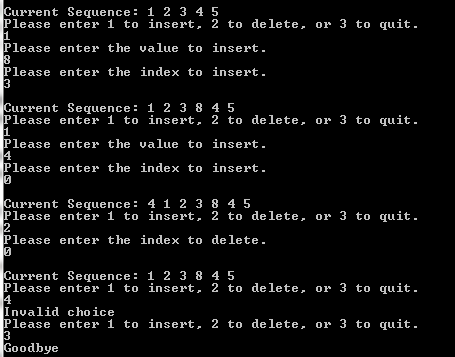 Current Sequence: 1 2 3 4 5
Please enter 1 to insert, 2 to delete, or 3 to quit.
1
Please enter the value to insert.
8
Please enter the index to insert.
3
Current Sequence: 1 2 3 8 4 5
Please enter 1 to insert, 2 to delete, or 3 to quit.
1
Please enter the value to insert.
4
Please enter the index to insert.
0
Current Sequence: 4 1 2 3 8 4 5
Please enter 1 to insert, 2 to delete, or 3 to quit.
2
Please enter the index to delete.
0
Current Sequence: 1 2 3 8 4 5
Please enter 1 to insert, 2 to delete, or 3 to quit.
4
Invalid choice
Please enter 1 to insert, 2 to delete, or 3 to quit.
3
Goodbye